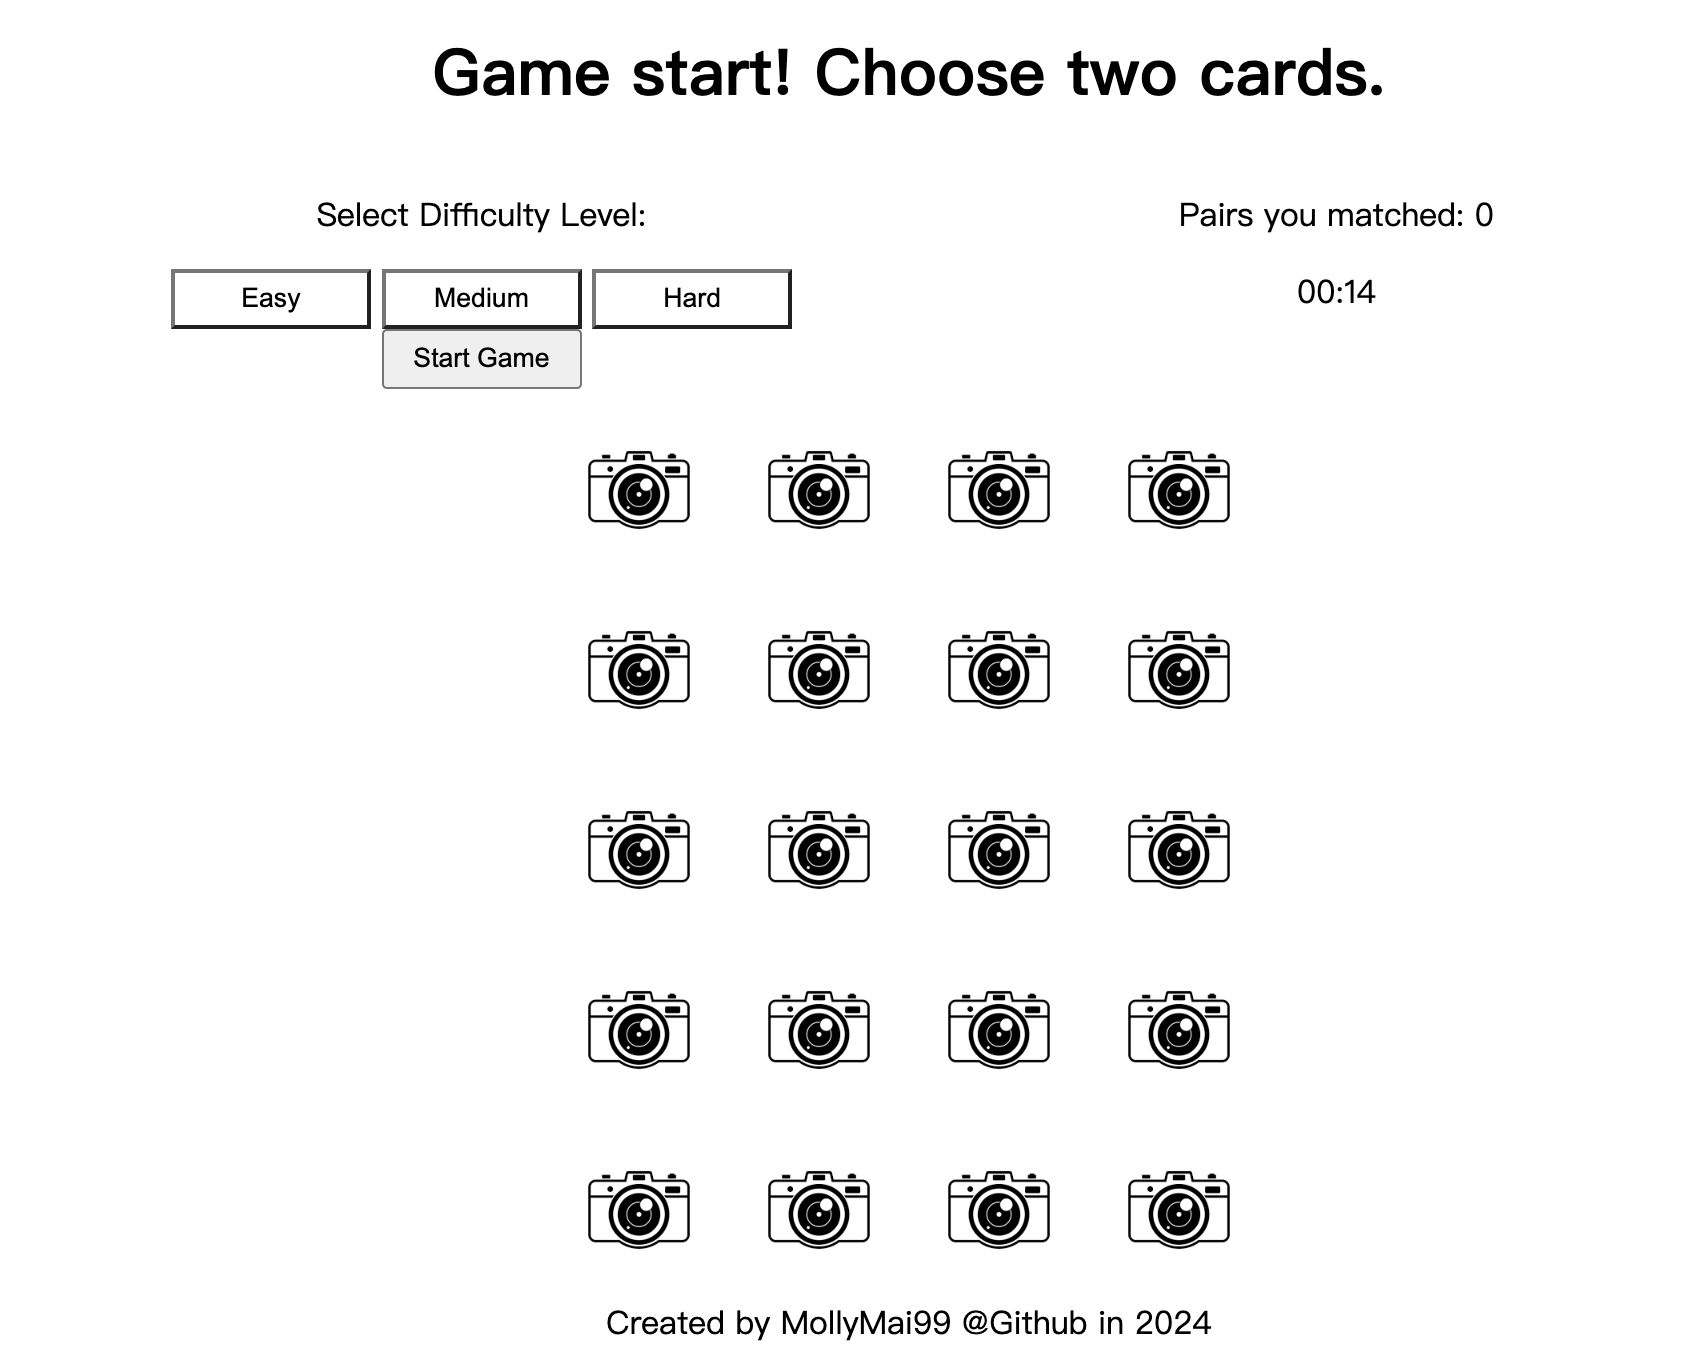 Game start! Choose two cards.
Select Difficulty Level:
Pairs you matched: 0
Easy
Medium
Hard
00:14
Start Game
Created by MollyMai99 @Github in 2024